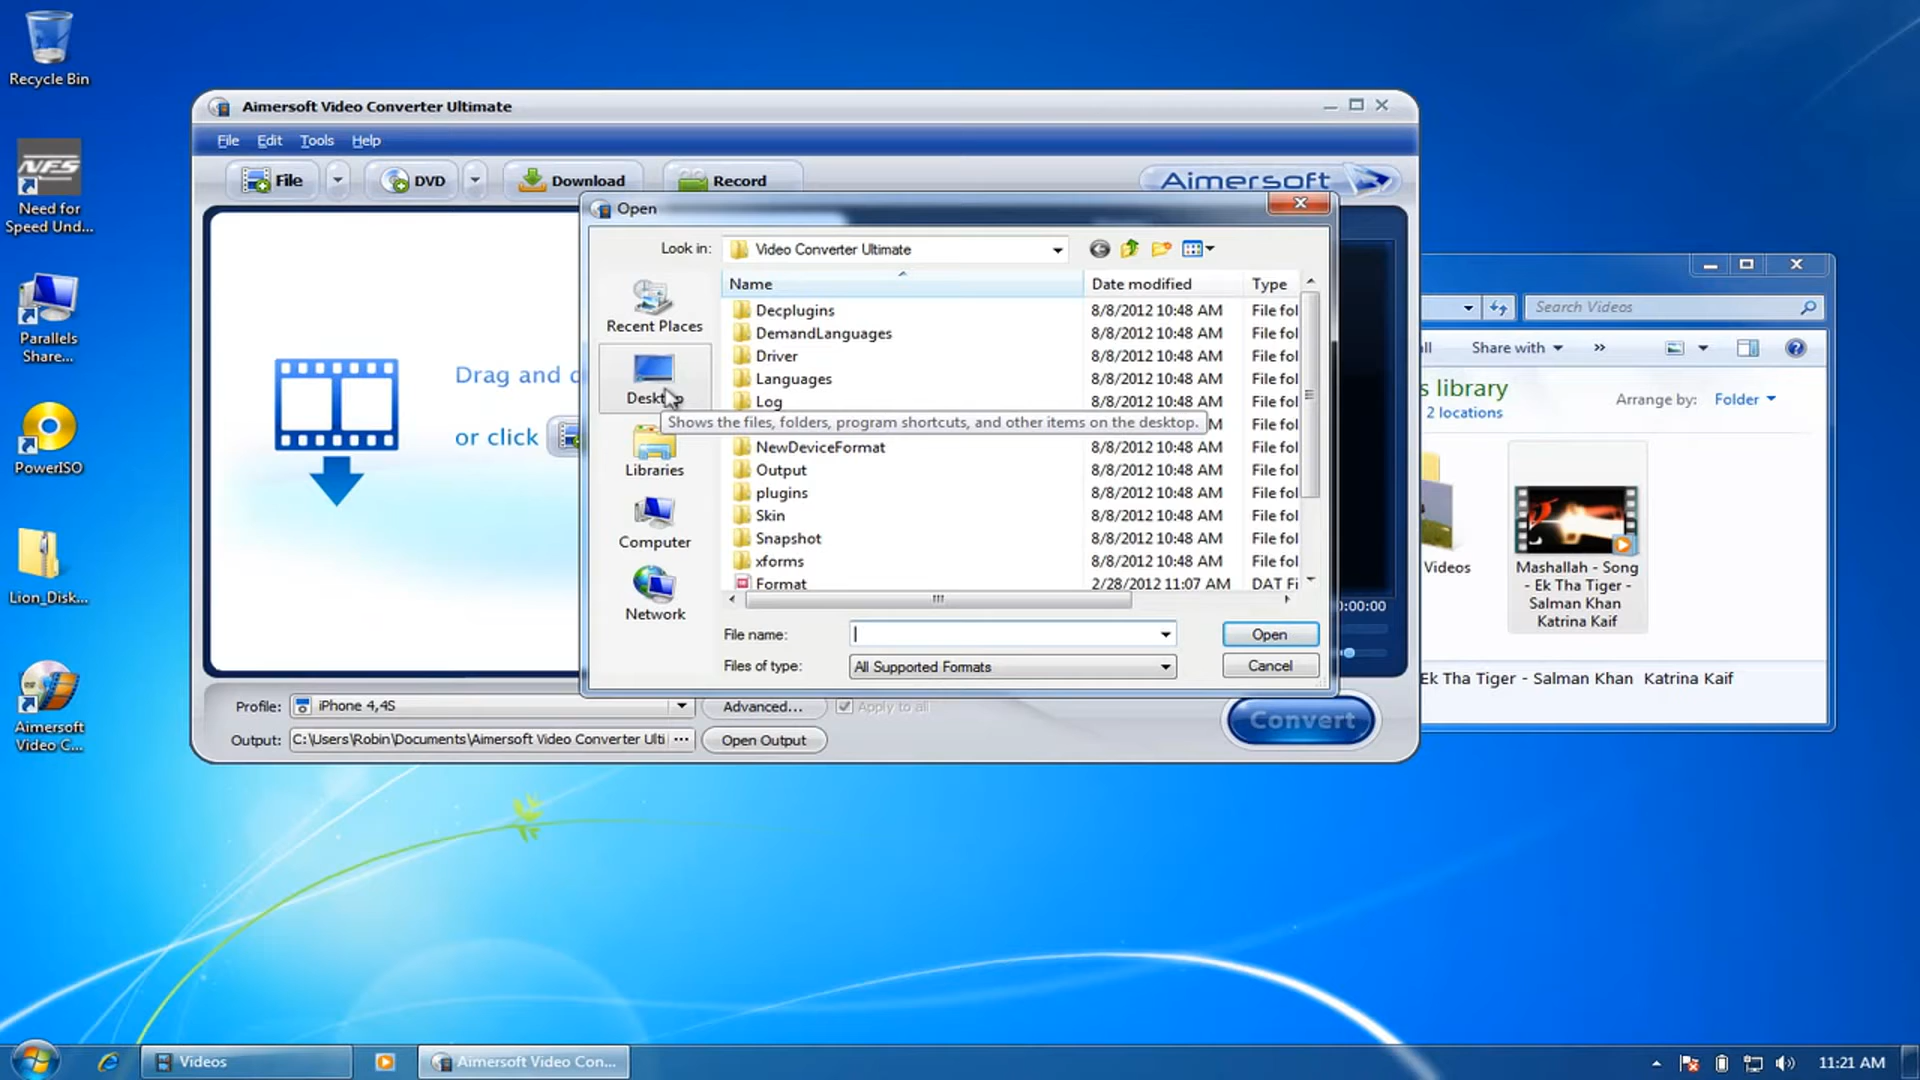 Recycle Bin
NFS
Need for
Speed Und...
Parallels
Share...
PowerISO
Lion_Disk...
Aimersoft
Video C...
Aimersoft Video Converter Ultimate
File Edit Tools Help
File DVD Download Record
Aimersoft
Drag and d
or click
Open
Look in: Video Converter Ultimate
Name Date modified Type
Recent Places
Desktop
Libraries
Computer
Network
Decplugins 8/8/2012 10:48 AM File fol
DemandLanguages 8/8/2012 10:48 AM File fol
Driver 8/8/2012 10:48 AM File fol
Languages 8/8/2012 10:48 AM File fol
Log 8/8/2012 10:48 AM File fol
Shows the files, folders, program shortcuts, and other items on the desktop.
M File fol
NewDeviceFormat 8/8/2012 10:48 AM File fol
Output 8/8/2012 10:48 AM File fol
plugins 8/8/2012 10:48 AM File fol
Skin 8/8/2012 10:48 AM File fol
Snapshot 8/8/2012 10:48 AM File fol
xforms 8/8/2012 10:48 AM File fol
Format 2/28/2012 11:07 AM DAT Fi
File name: Open
Files of type: All Supported Formats Cancel
0:00:00
Profile: iPhone 4,4S Advanced... Apply to all
Output: C:\Users\Robin\Documents\Aimersoft Video Converter Ulti ... Open Output
Convert
Search Videos
ll Share with »
s library
2 locations
Arrange by: Folder
Videos
Mashallah - Song
- Ek Tha Tiger -
Salman Khan
Katrina Kaif
Ek Tha Tiger - Salman Khan Katrina Kaif
Videos Aimersoft Video Con... 11:21 AM